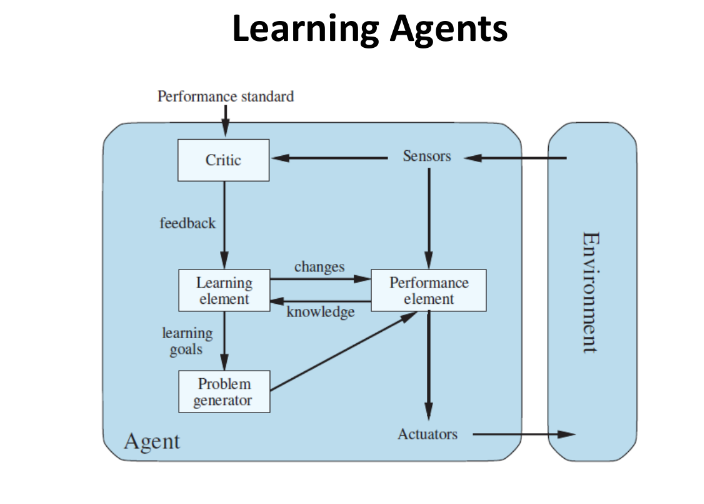 Learning Agents
Performance standard
Critic
Sensors
feedback
Learning
element
changes
knowledge
Performance
element
learning
goals
Problem
generator
Agent
Actuators
Environment